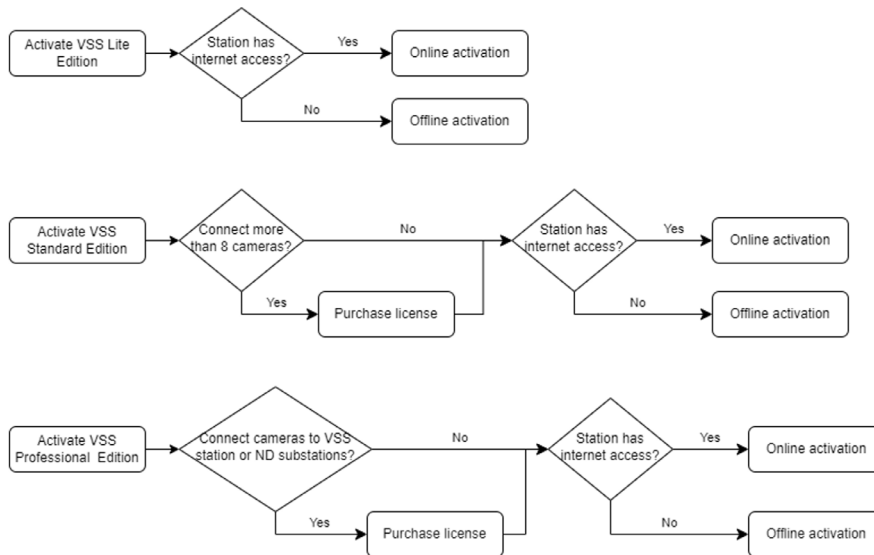 Activate VSS Lite
Edition
Station has
internet access?
Yes
Online activation
No
Offline activation
Activate VSS
Standard Edition
Connect more
than 8 cameras?
No
Yes
Purchase license
Station has
internet access?
Yes
Online activation
No
Offline activation
Activate VSS
Professional Edition
Connect cameras to VSS
station or ND substations?
No
Yes
Purchase license
Station has
internet access?
Yes
Online activation
No
Offline activation